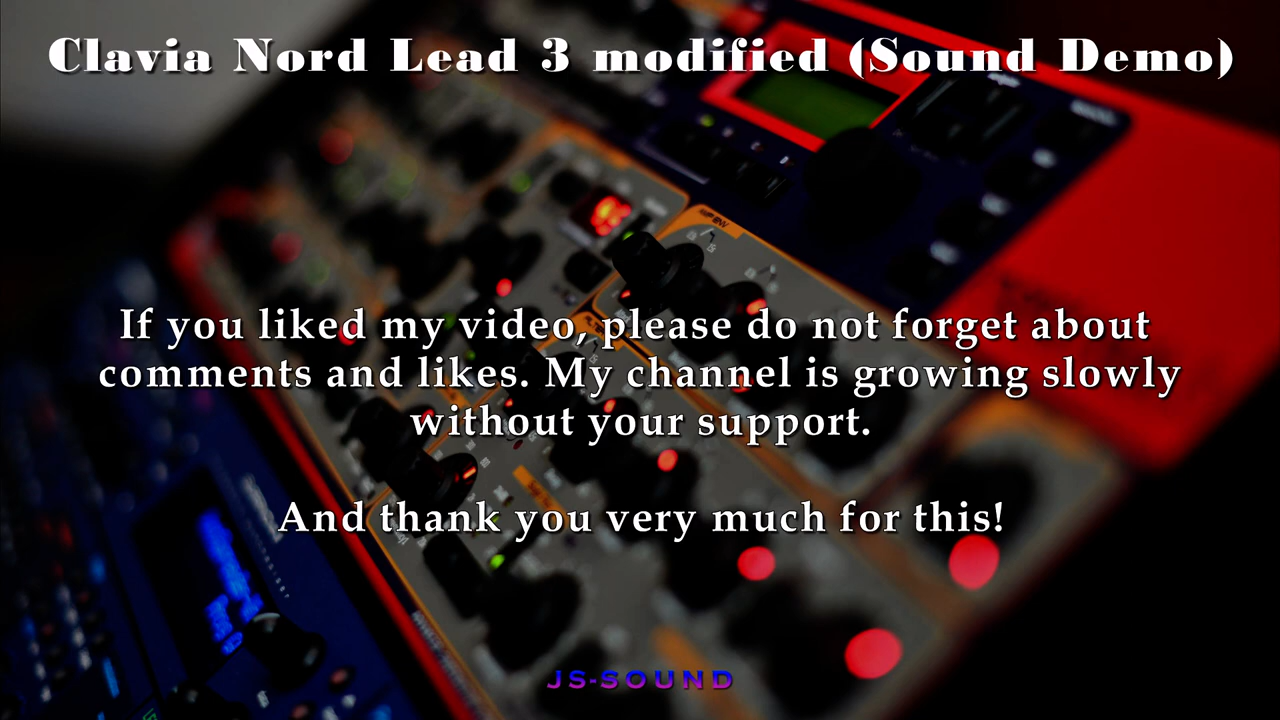 Clavia Nord Lead 3 modified (Sound Demo)
If you liked my video, please do not forget about
comments and likes. My channel is growing slowly
without your support.
And thank you very much for this!
JS-SOUND